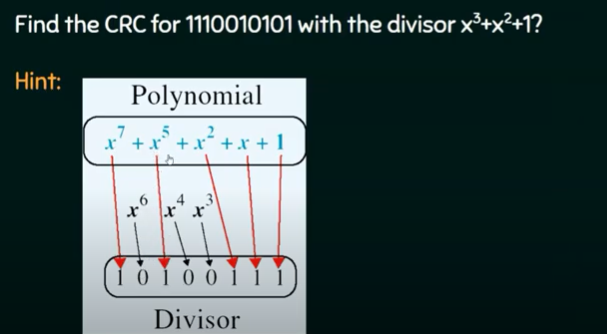 Find the CRC for 1110010101 with the divisor x³+x²+1?
Hint:
Polynomial
x⁷ + x⁵ + x² + x + 1
x⁶ x⁴ x³
1 0 1 0 0 1 1 1
Divisor